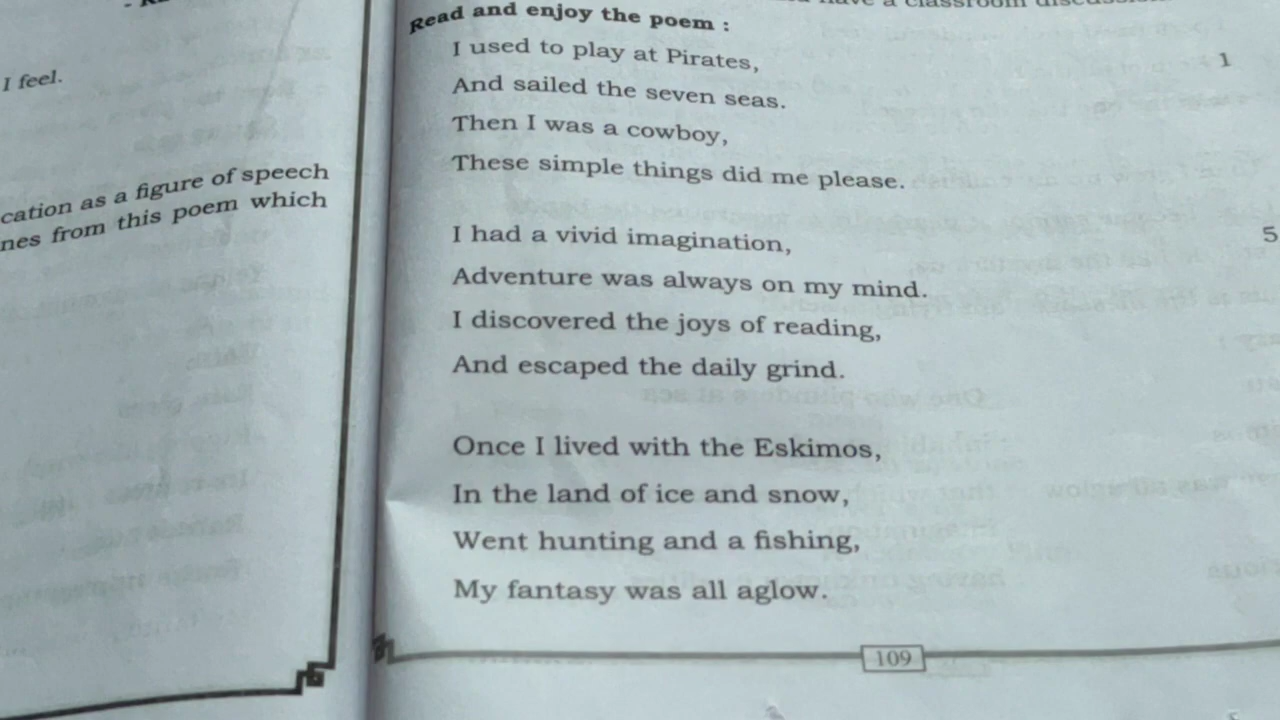 I feel.
cation as a figure of speech
nes from this poem which
have a classroom
Read and enjoy the poem :
I used to play at Pirates,
1
And sailed the seven seas.
Then I was a cowboy,
These simple things did me please.
I had a vivid imagination,
5
Adventure was always on my mind.
I discovered the joys of reading,
And escaped the daily grind.
Once I lived with the Eskimos,
In the land of ice and snow,
Went hunting and a fishing,
My fantasy was all aglow.
109